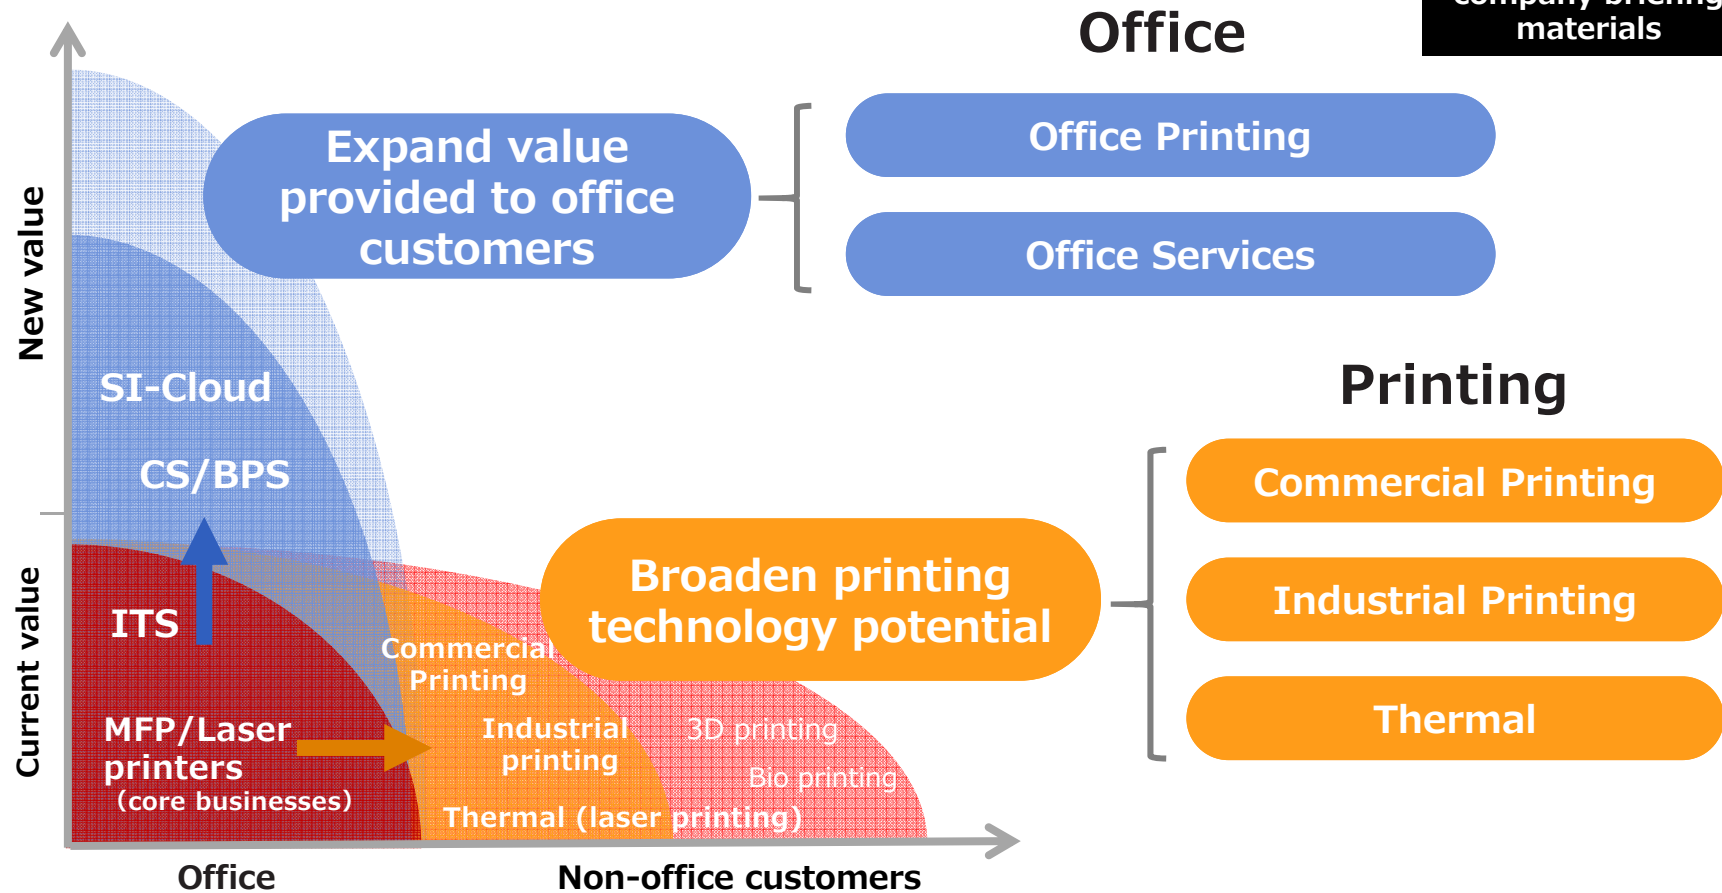 company briefing
materials
Office
Expand value
provided to office
customers
Office Printing
Office Services
New value
SI-Cloud
CS/BPS
Printing
Commercial Printing
Industrial Printing
Thermal
Broaden printing
technology potential
Current value
ITS
MFP/Laser
printers
(core businesses)
Commercial
Printing
Industrial
printing
3D printing
Bio printing
Thermal (laser printing)
Office
Non-office customers